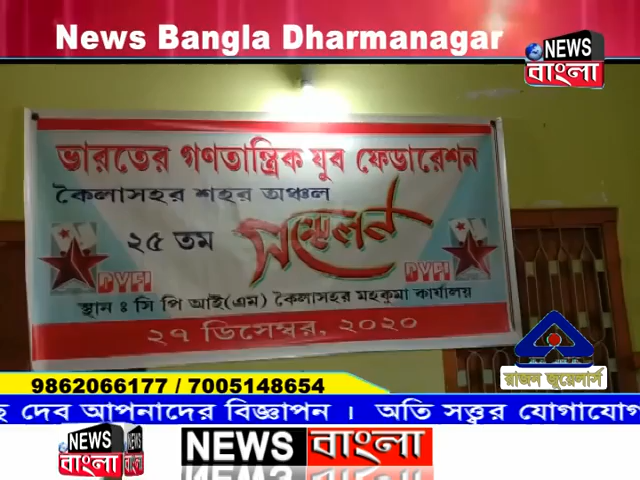 News Bangla Dharmanagar
NEWS
বাংলা
ভারতের গণতান্ত্রিক যুব ফেডারেশন
কৈলাসহর শহর অঞ্চল
২৫ তম সম্মেলন
DYFI
DYFI
স্থান ঃ সি পি আই(এম) কৈলাসহর মহকুমা কার্যালয়
২৭ ডিসেম্বর, ২০২০
রাজন জুয়েলার্স
9862066177 / 7005148654
দেব আপনাদের বিজ্ঞাপন । অতি সত্ত্বর যোগাযোগ
NEWS
বাংলা
NEWS বাংলা